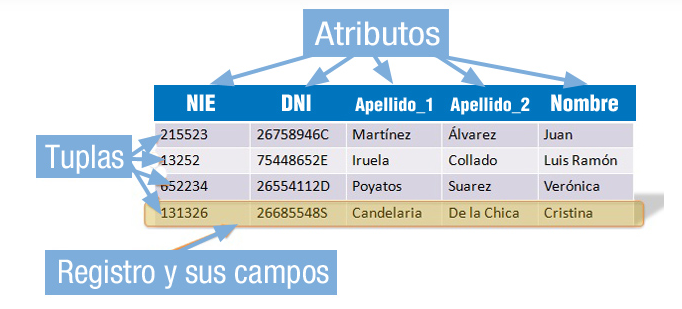 Atributos
NIE DNI Apellido_1 Apellido_2 Nombre
215523 26758946C Martínez Álvarez Juan
Tuplas
13252 75448652E Iruela Collado Luis Ramón
652234 26554112D Poyatos Suarez Verónica
131326 26685548S Candelaria De la Chica Cristina
Registro y sus campos